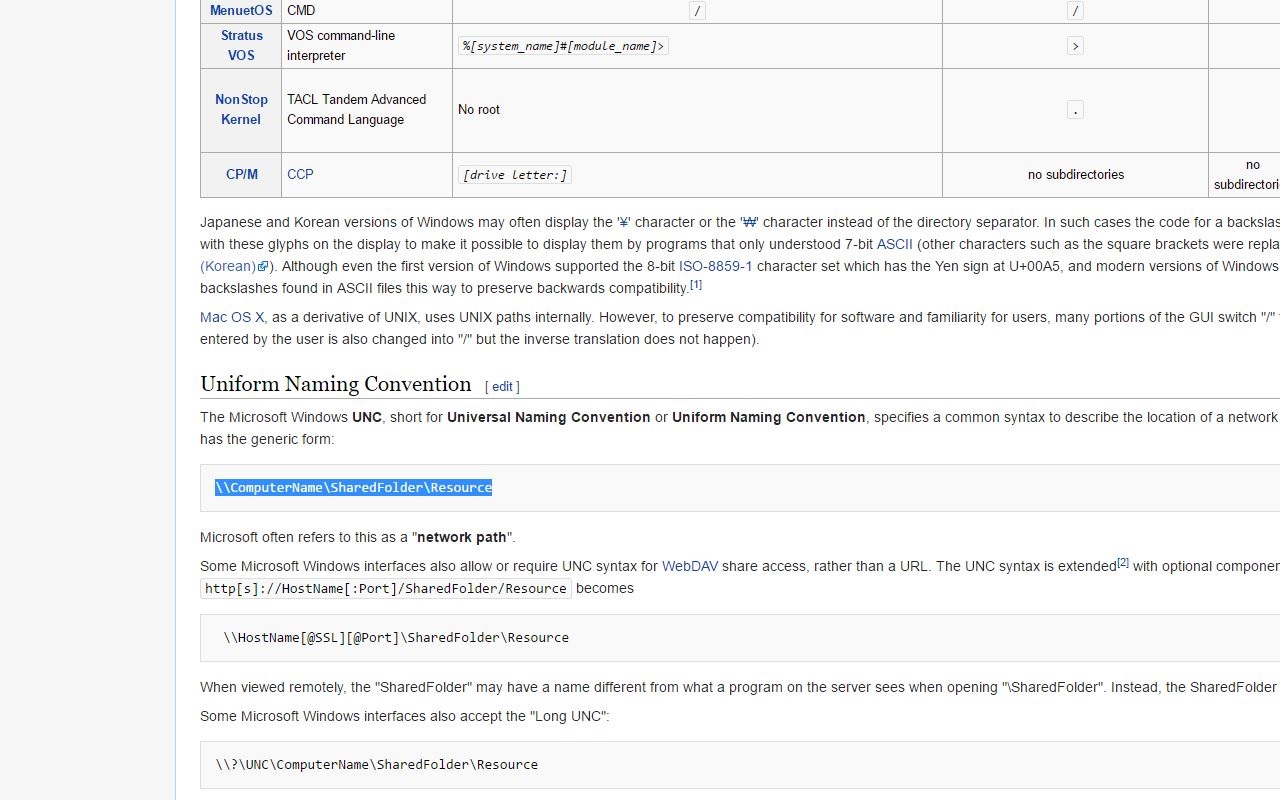 MenuetOS CMD / /
Stratus VOS command-line
VOS interpreter %[system_name]#[module_name]> >
NonStop TACL Tandem Advanced
Kernel Command Language No root .
CP/M CCP [drive letter:] no subdirectories no
Japanese and Korean versions of Windows may often display the '¥' character or the '₩' character instead of the directory separator. In such cases the code for a
with these glyphs on the display to make it possible to display them by programs that only understood 7-bit ASCII (other characters such as the square brackets were
(Korean)). Although even the first version of Windows supported the 8-bit ISO-8859-1 character set which has the Yen sign at U+00A5, and modern versions of Windows
backslashes found in ASCII files this way to preserve backwards compatibility.[1]
Mac OS X, as a derivative of UNIX, uses UNIX paths internally. However, to preserve compatibility for software and familiarity for users, many portions of the GUI switch "/"
entered by the user is also changed into "/" but the inverse translation does not happen).
Uniform Naming Convention [ edit ]
The Microsoft Windows UNC, short for Universal Naming Convention or Uniform Naming Convention, specifies a common syntax to describe the location of a network
has the generic form:
\\ComputerName\SharedFolder\Resource
Microsoft often refers to this as a "network path".
Some Microsoft Windows interfaces also allow or require UNC syntax for WebDAV share access, rather than a URL. The UNC syntax is extended[2] with optional
http[s]://HostName[:Port]/SharedFolder/Resource becomes
\\HostName[@SSL][@Port]\SharedFolder\Resource
When viewed remotely, the "SharedFolder" may have a name different from what a program on the server sees when opening "\SharedFolder". Instead, the SharedFolder
Some Microsoft Windows interfaces also accept the "Long UNC":
\\?\UNC\ComputerName\SharedFolder\Resource